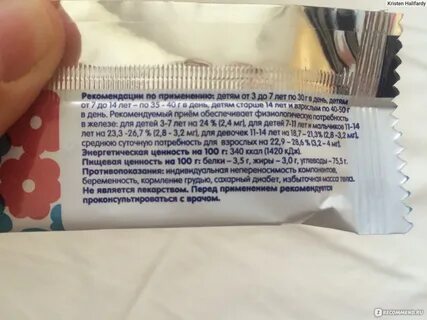 Kristen Halifardy
Рекомендации по применению: детям от 3 до 7 лет по 30 г в день, детям
от 7 до 14 лет – по 35 - 40 г в день, детям старше 14 лет и взрослым по 40-50 г
в день. Рекомендуемый приём обеспечивает физиологическую потребность
в железе: для детей 3-7 лет на 24 % (2,4 мг), для детей 7-11 лет и мальчиков 11-14
лет на 23,3 -26,7 % (2,8 - 3,2 мг), для девочек 11-14 лет на 18,7 - 21,3% (2,8 - 3,2 мг),
среднюю суточную потребность для взрослых на 22,9 – 28,6% (3,2 – 4 мг).
Энергетическая ценность на 100 г: 340 ккал (1420 кДж).
Пищевая ценность на 100 г: белки – 3,5 г, жиры – 3,0 г, углеводы – 75,5 г.
Противопоказания: индивидуальная непереносимость компонентов,
беременность, кормление грудью, сахарный диабет, избыточная масса тела.
Не является лекарством. Перед применением рекомендуется
проконсультироваться с врачом.
IRECOMMEND.RU